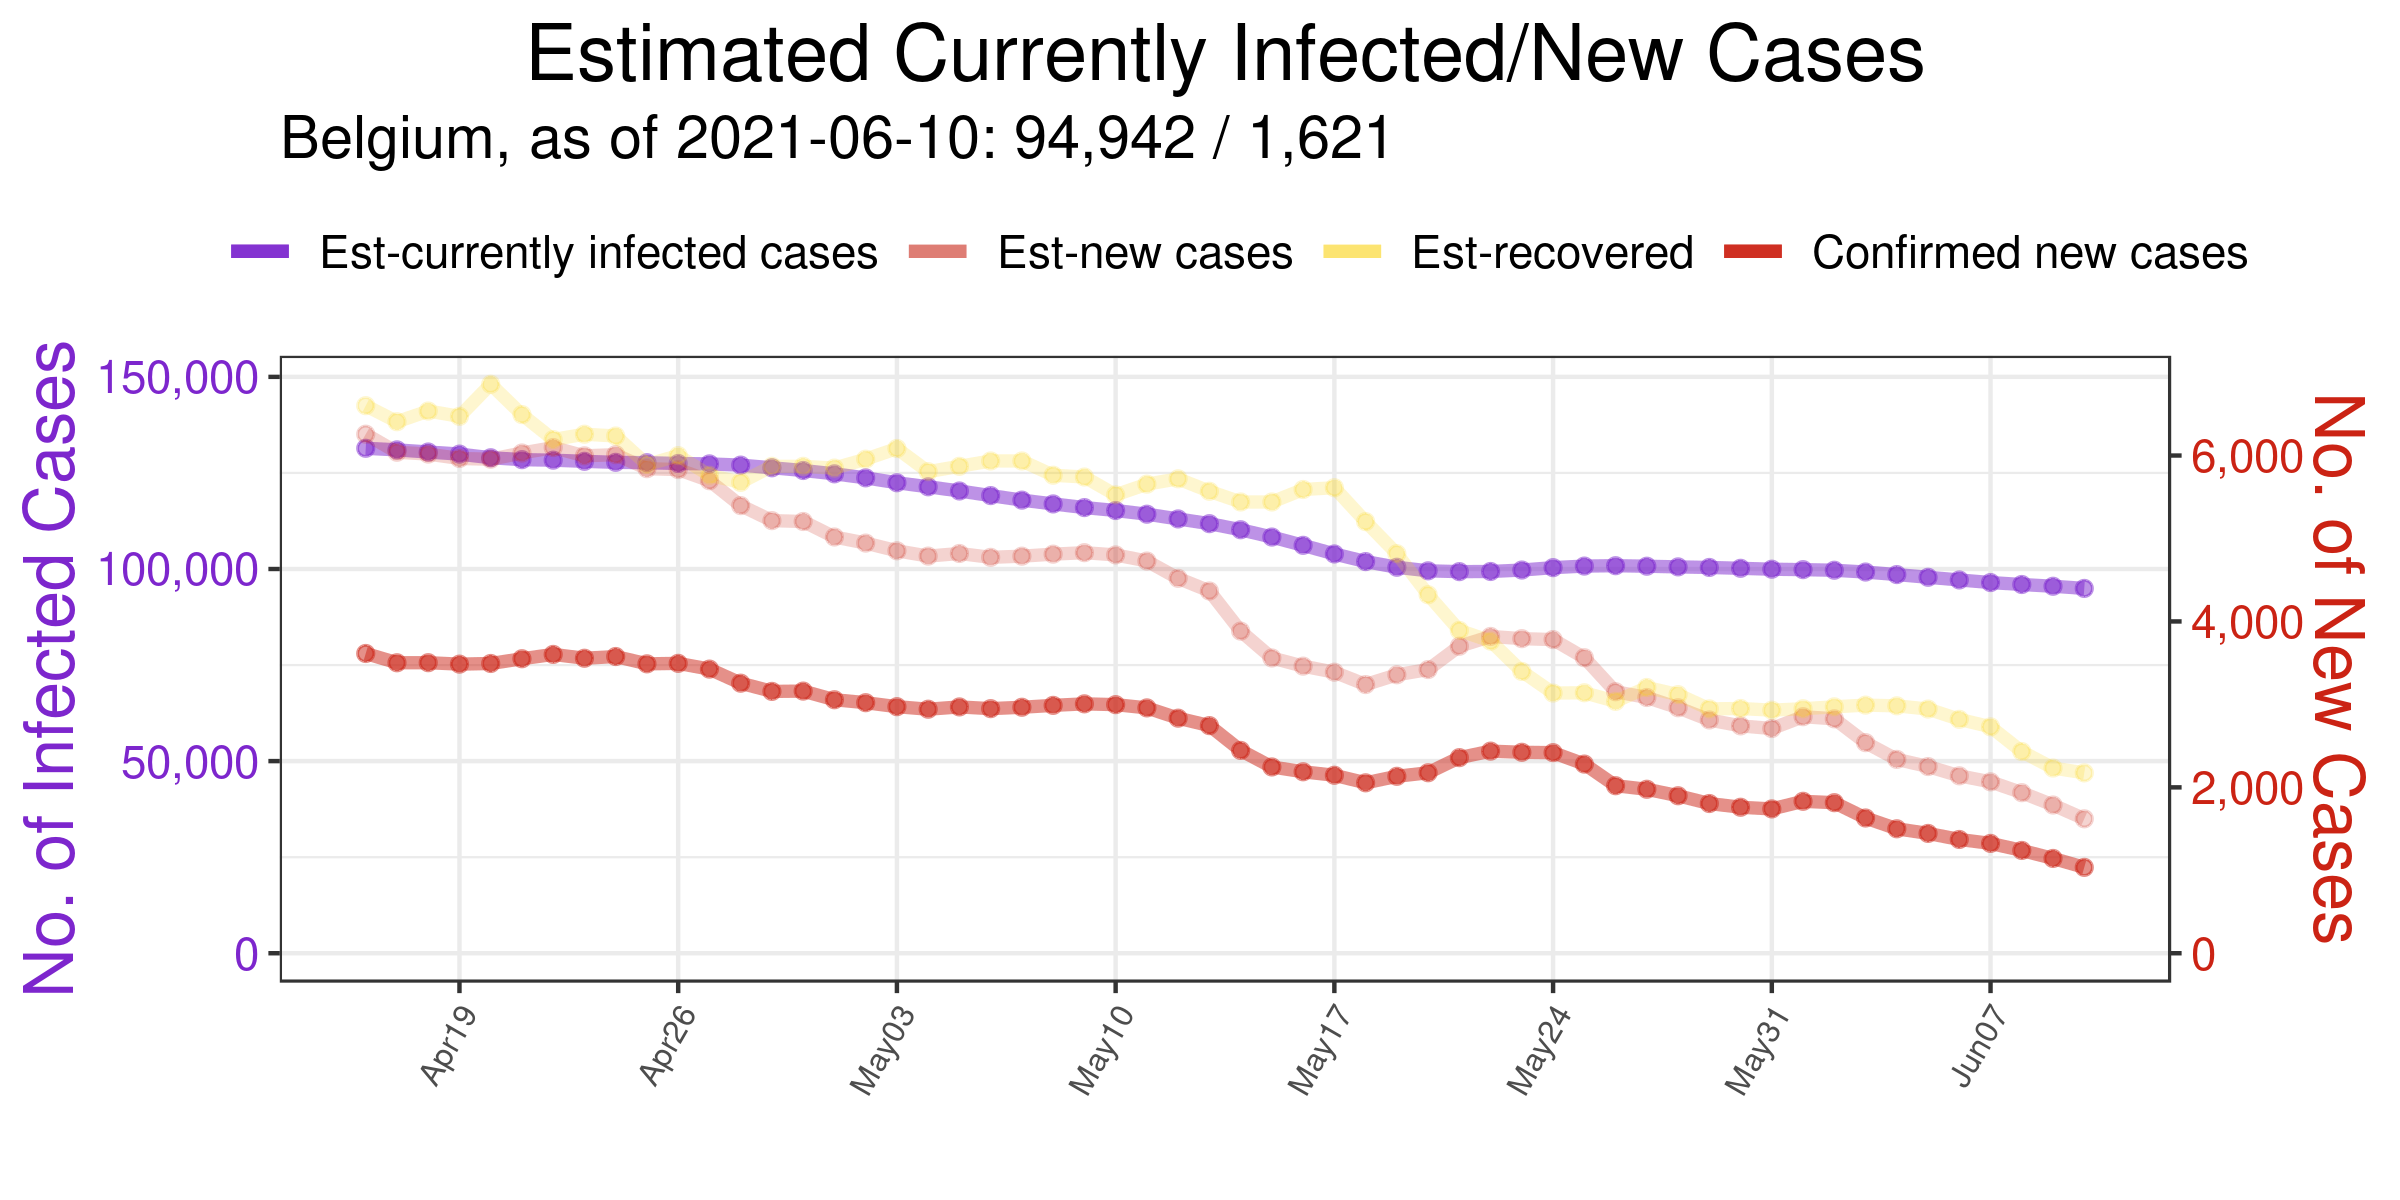 Estimated Currently Infected/New Cases
Belgium, as of 2021-06-10: 94,942 / 1,621
Est-currently infected cases Est-new cases Est-recovered Confirmed new cases
No. of Infected Cases
150,000
100,000
50,000
0
6,000
4,000
2,000
0
No. of New Cases
Apr19 Apr26 May03 May10 May17 May24 May31 Jun07